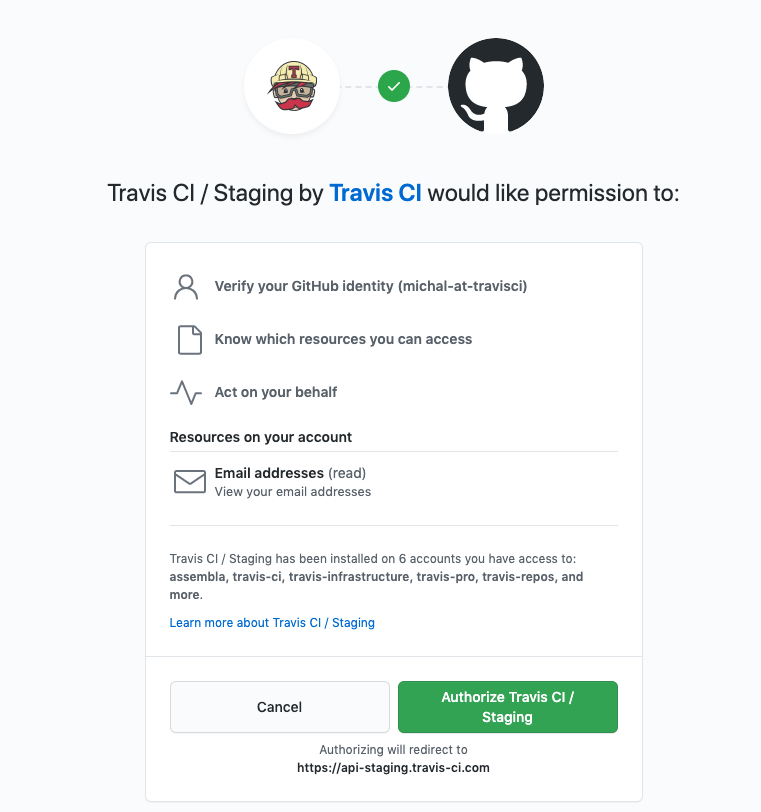 T
Travis CI / Staging by Travis CI would like permission to:
Verify your GitHub identity (michal-at-travisci)
Know which resources you can access
Act on your behalf
Resources on your account
Email addresses (read)
View your email addresses
Travis CI / Staging has been installed on 6 accounts you have access to:
assembla, travis-ci, travis-infrastructure, travis-pro, travis-repos, and
more.
Learn more about Travis CI / Staging
Cancel
Authorize Travis CI /
Staging
Authorizing will redirect to
https://api-staging.travis-ci.com